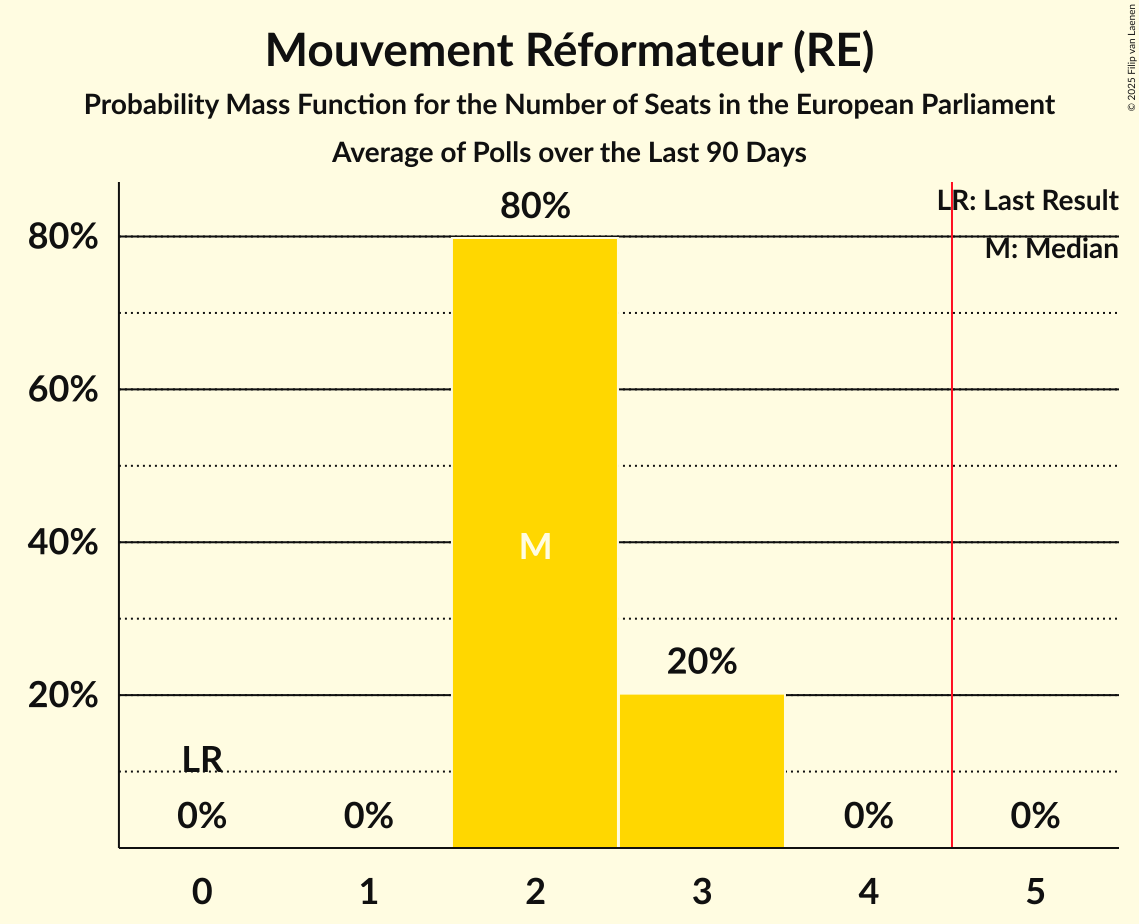 Mouvement Réformateur (RE)
Probability Mass Function for the Number of Seats in the European Parliament
Average of Polls over the Last 90 Days
© 2025 Filip van Laenen
LR: Last Result
M: Median
80%
60%
40%
20%
80%
M
20%
LR
0%
0%
0%
0%
0
1
2
3
4
5